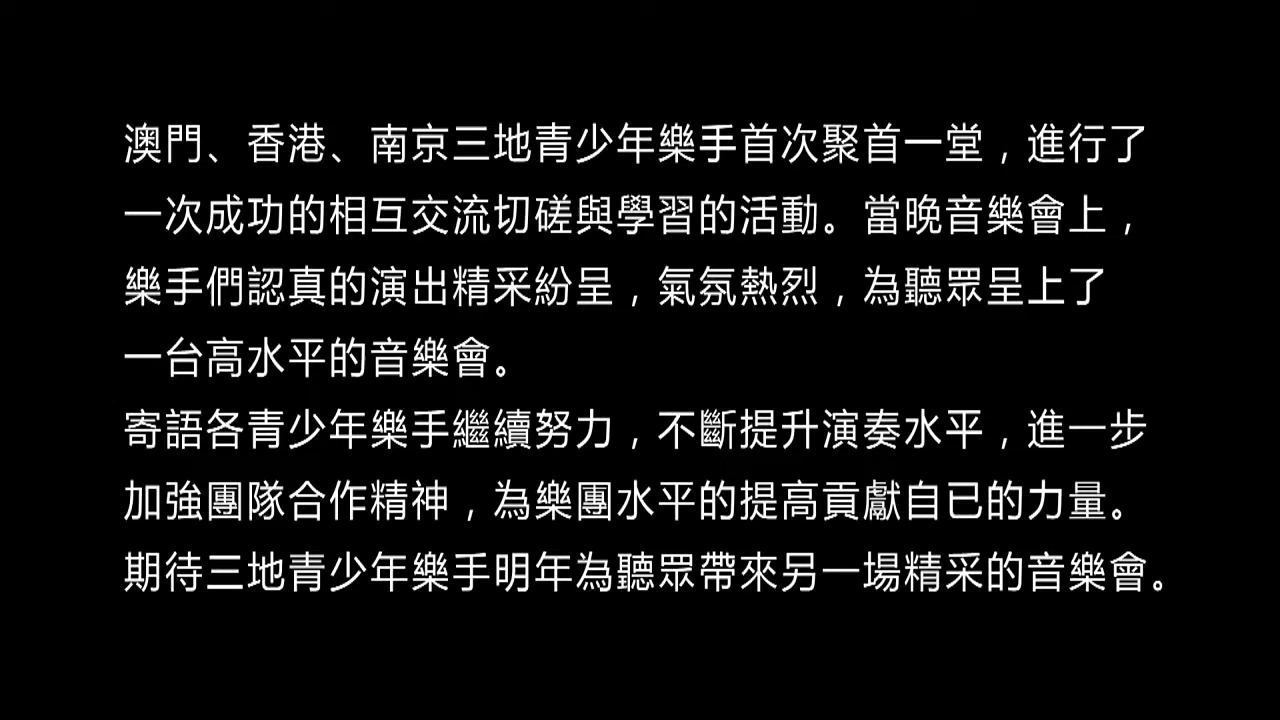 澳門、香港、南京三地青少年樂手首次聚首一堂，進行了
一次成功的相互交流切磋與學習的活動。當晚音樂會上，
樂手們認真的演出精采紛呈，氣氛熱烈，為聽眾呈上了
一台高水平的音樂會。
寄語各青少年樂手繼續努力，不斷提升演奏水平，進一步
加強團隊合作精神，為樂團水平的提高貢獻自已的力量。
期待三地青少年樂手明年為聽眾帶來另一場精采的音樂會。